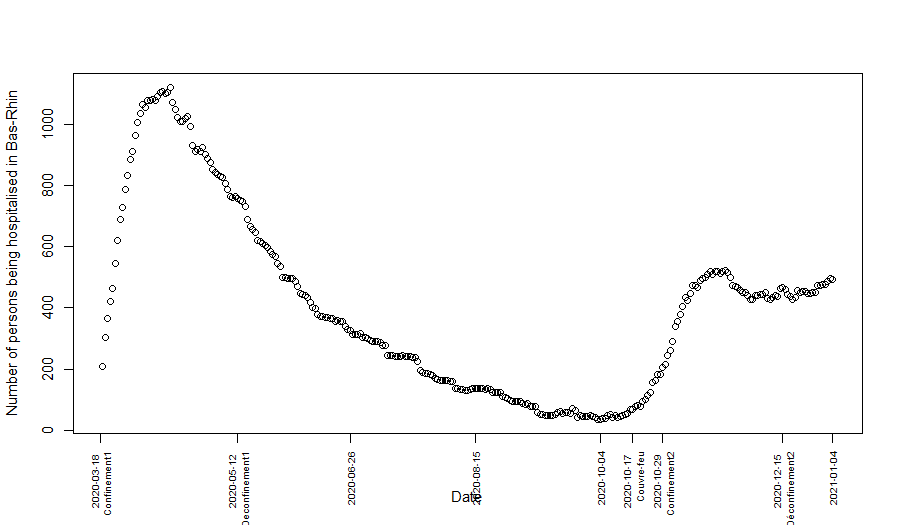 Number of persons being hospitalised in Bas-Rhin
1000
800
600
400
200
0
2020-03-18
Confinement1
2020-05-12
Déconfinement1
2020-06-26
2020-08-15
2020-10-04
2020-10-17
Couvre-feu
2020-10-29
Confinement2
2020-12-15
Déconfinement2
2021-01-04
Date